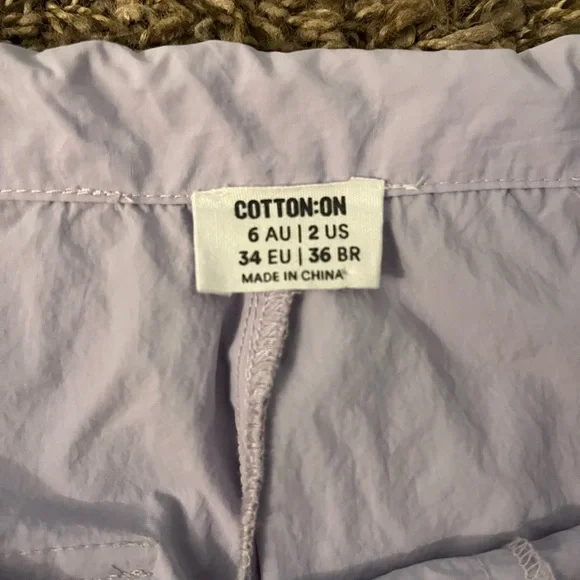 COTTON:ON
6 AU | 2 US
34 EU | 36 BR
MADE IN CHINA